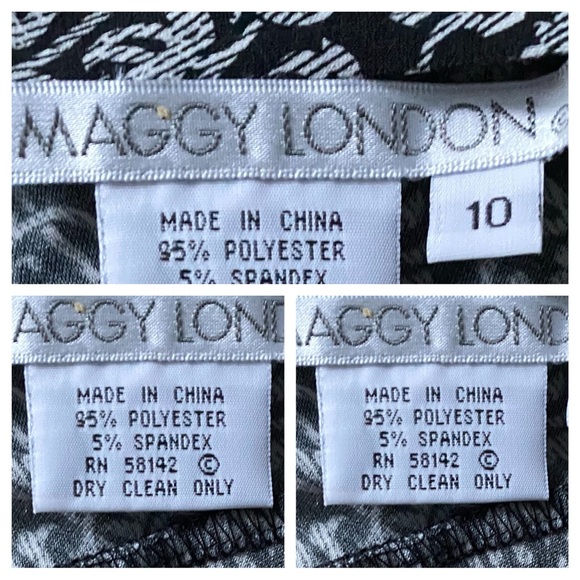 MAGGY LONDON
10
MADE IN CHINA
95% POLYESTER
5% SPANDEX
AGGY LOND
MADE IN CHINA
95% POLYESTER
5% SPANDEX
RN 58142 ©
DRY CLEAN ONLY
AGGY LOND
MADE IN CHINA
95% POLYESTER
5% SPANDEX
RN 58142 ©
DRY CLEAN ONLY